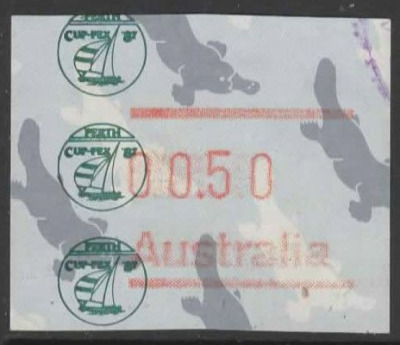 PERTH
CUP-PEX '87
PERTH
CUP-PEX '87
00.50
PERTH
Australia
CUP-PEX '87